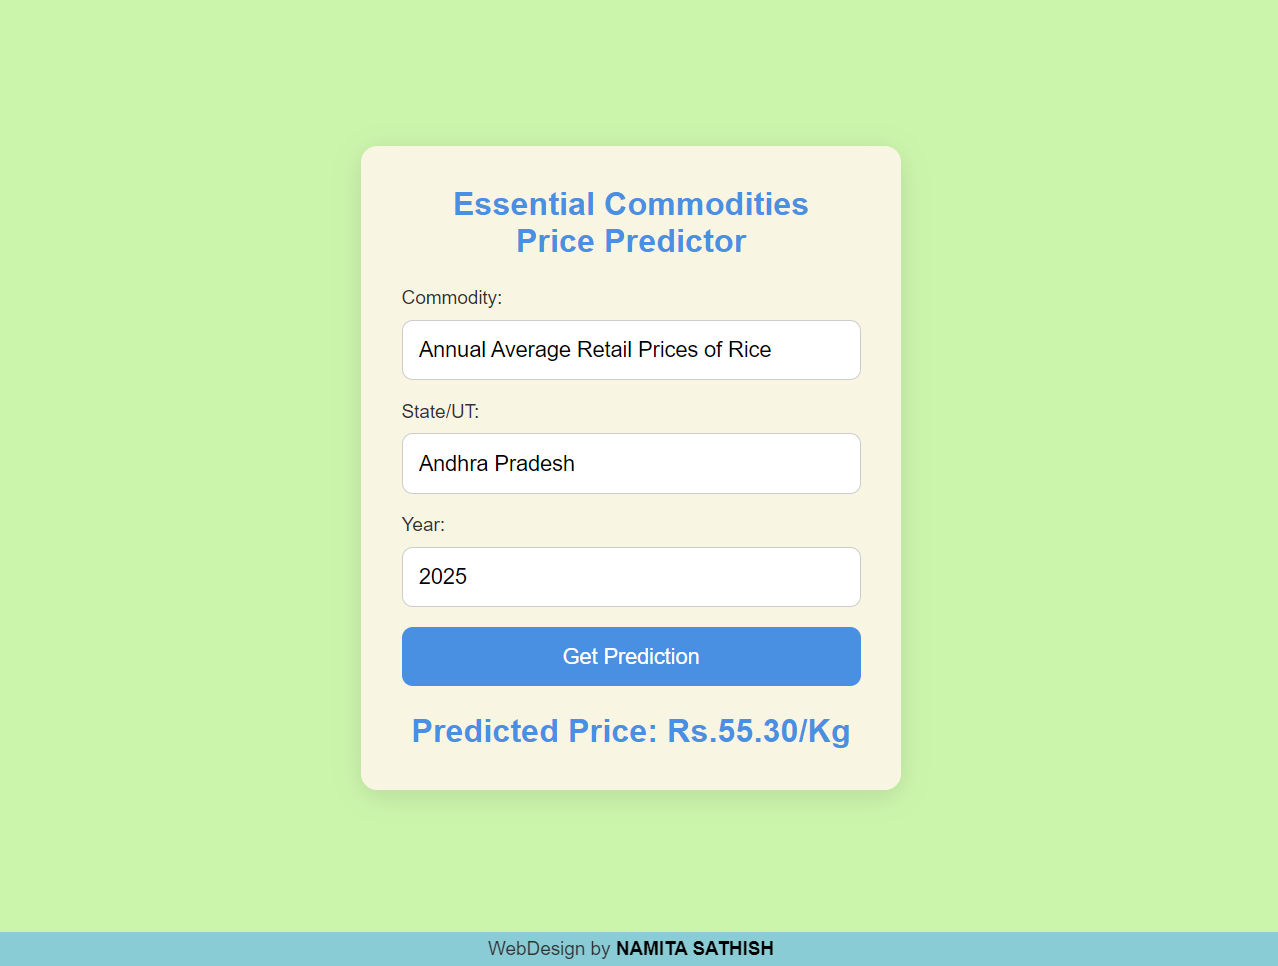 Essential Commodities
Price Predictor
Commodity:
Annual Average Retail Prices of Rice
State/UT:
Andhra Pradesh
Year:
2025
Get Prediction
Predicted Price: Rs.55.30/Kg
WebDesign by NAMITA SATHISH